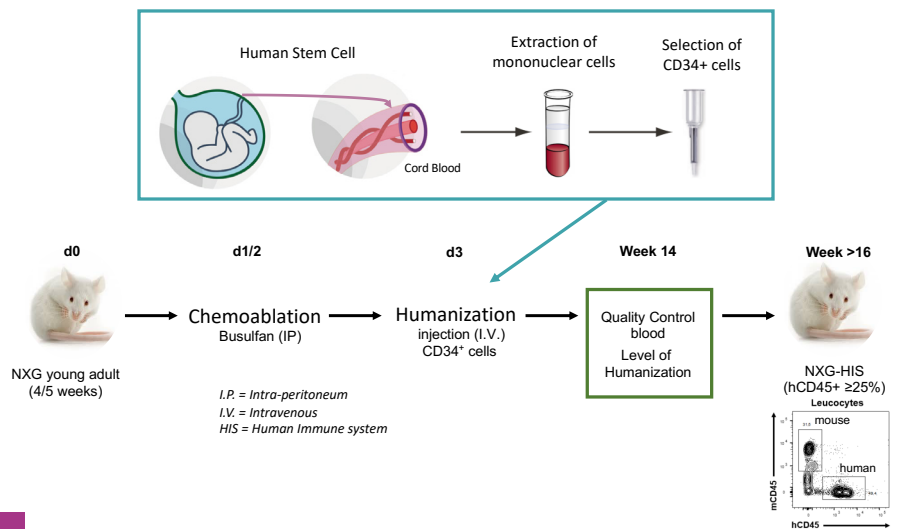 Human Stem Cell
Extraction of
mononuclear cells
Selection of
CD34+ cells
Cord Blood
d0
d1/2
d3
Week 14
Week >16
Chemoablation
Busulfan (IP)
Humanization
injection (I.V.)
CD34⁺ cells
Quality Control
blood
Level of
Humanization
NXG young adult
(4/5 weeks)
NXG-HIS
(hCD45+ ≥25%)
I.P. = Intra-peritoneum
I.V. = Intravenous
HIS = Human Immune system
Leucocytes
mouse
human
mCD45
hCD45